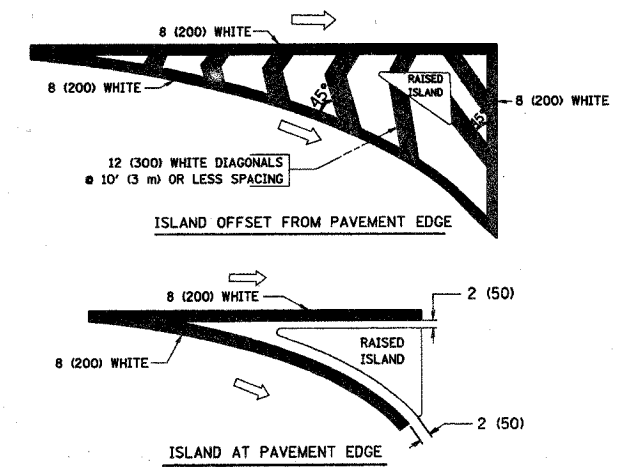 8 (200) WHITE
8 (200) WHITE
RAISED
ISLAND
45°
45°
8 (200) WHITE
12 (300) WHITE DIAGONALS
@ 10' (3 m) OR LESS SPACING
ISLAND OFFSET FROM PAVEMENT EDGE
8 (200) WHITE
2 (50)
RAISED
ISLAND
8 (200) WHITE
2 (50)
ISLAND AT PAVEMENT EDGE